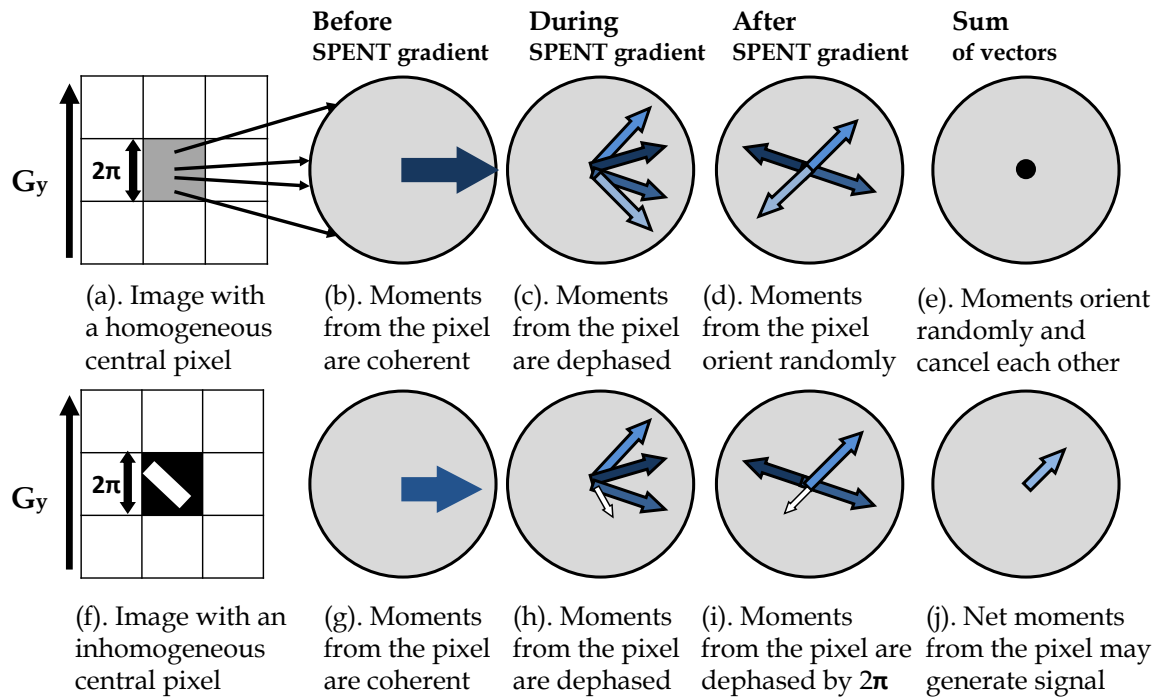 Before
SPENT gradient
During
SPENT gradient
After
SPENT gradient
Sum
of vectors
Gy
2π
(a). Image with
a homogeneous
central pixel
(b). Moments
from the pixel
are coherent
(c). Moments
from the pixel
are dephased
(d). Moments
from the pixel
orient randomly
(e). Moments orient
randomly and
cancel each other
Gy
2π
(f). Image with an
inhomogeneous
central pixel
(g). Moments
from the pixel
are coherent
(h). Moments
from the pixel
are dephased
(i). Moments
from the pixel are
dephased by 2π
(j). Net moments
from the pixel may
generate signal